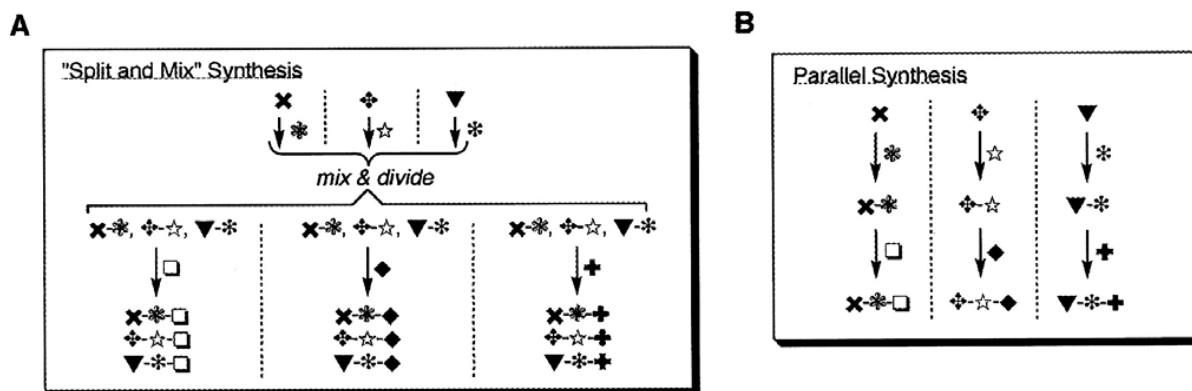 A
"Split and Mix" Synthesis
mix & divide
B
Parallel Synthesis